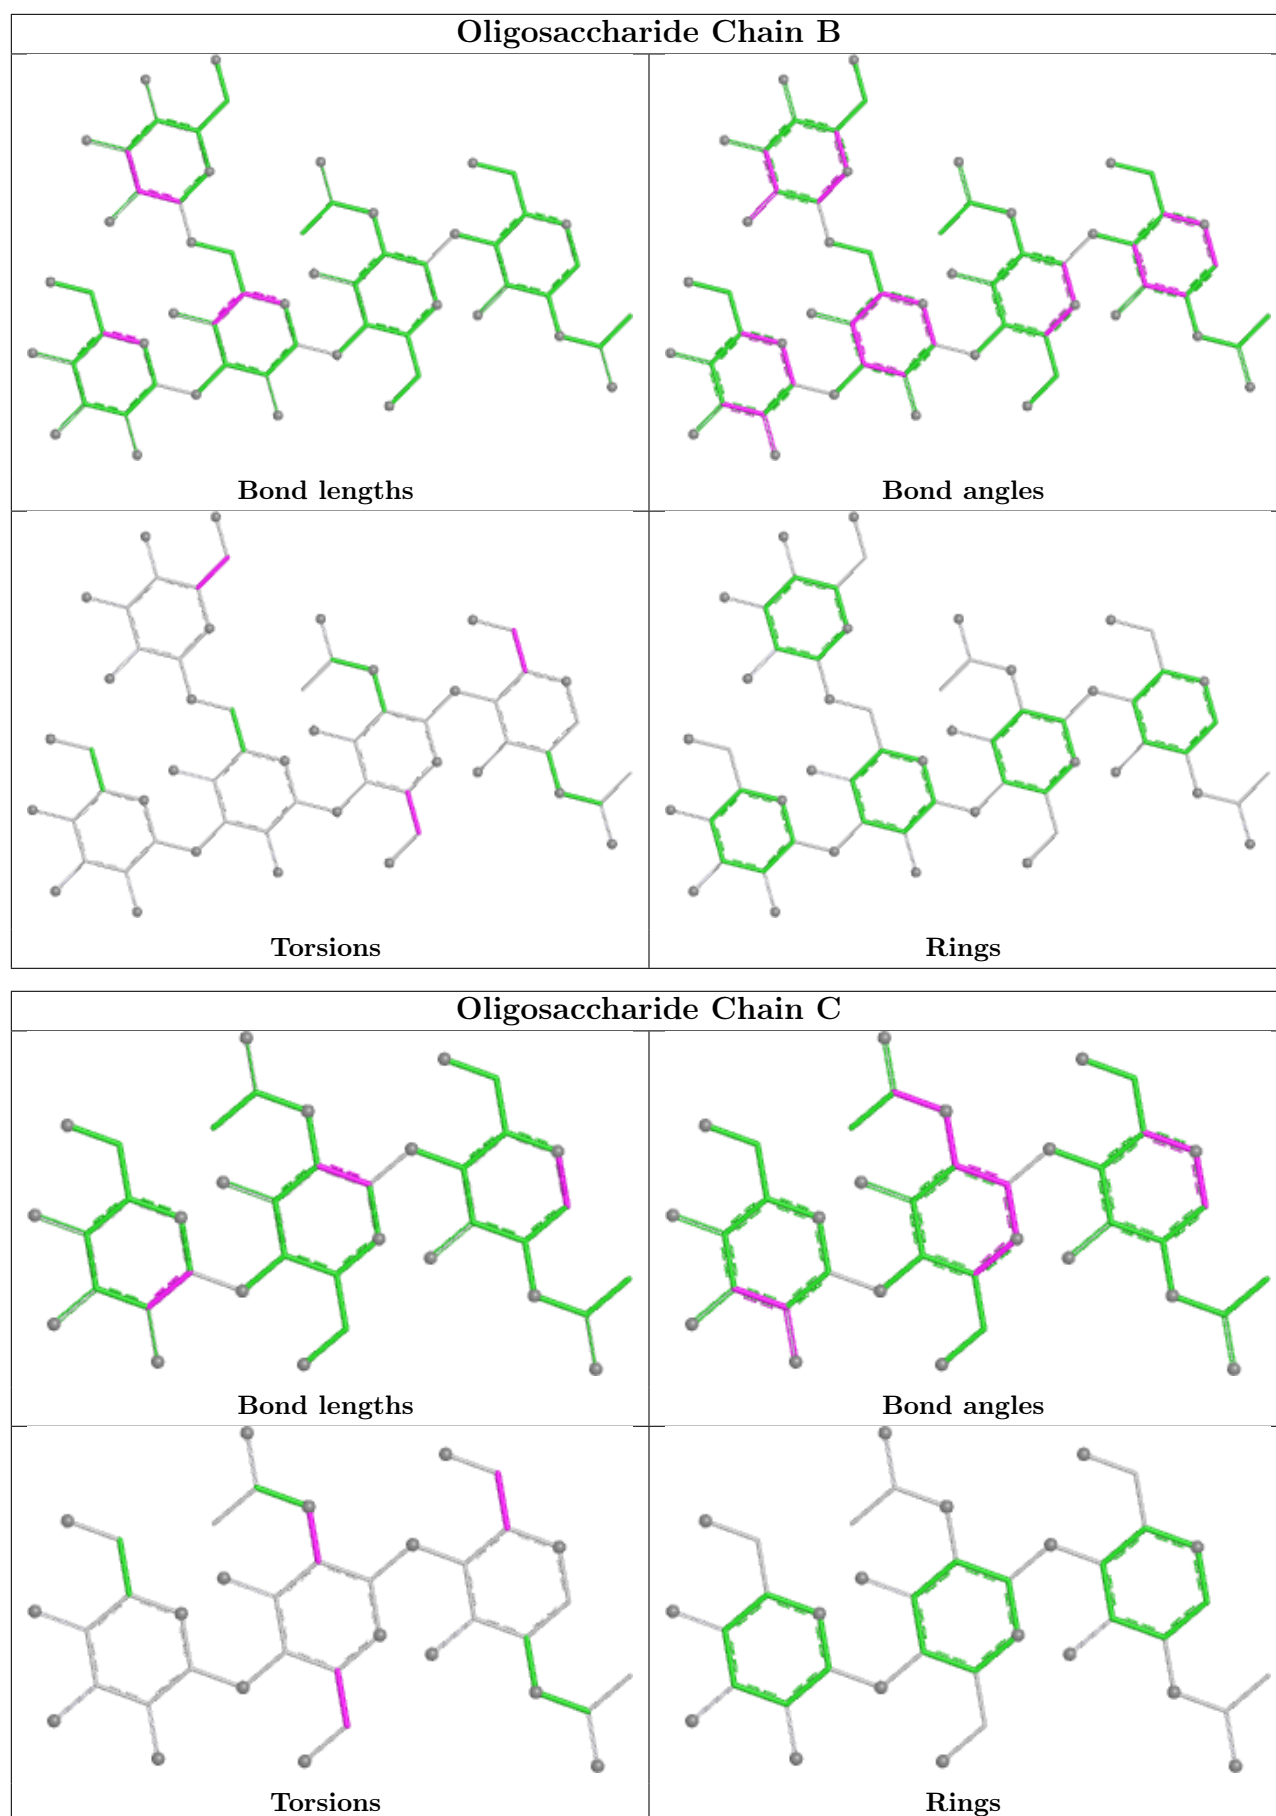 Oligosaccharide Chain B
Bond lengths
Bond angles
Torsions
Rings
Oligosaccharide Chain C
Bond lengths
Bond angles
Torsions
Rings